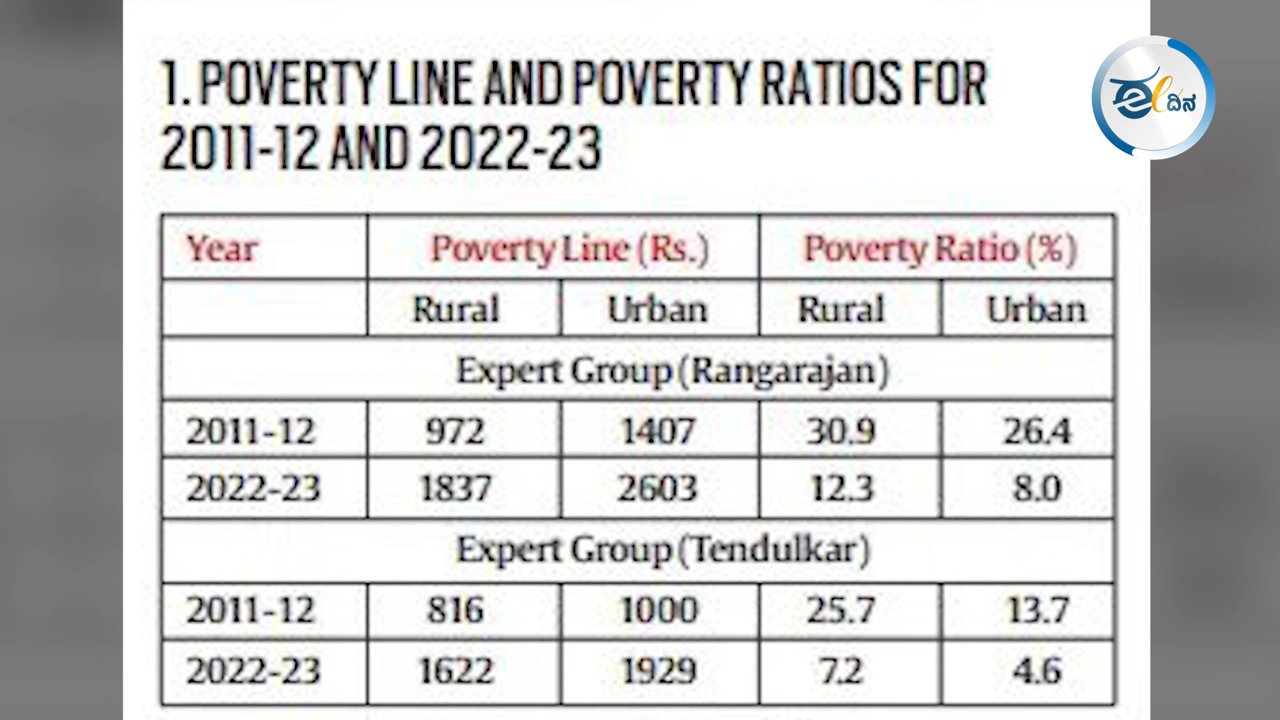 1. POVERTY LINE AND POVERTY RATIOS FOR
2011-12 AND 2022-23
ಈ l ದಿನ
Year Poverty Line (Rs.) Poverty Ratio (%)
Rural Urban Rural Urban
Expert Group (Rangarajan)
2011-12 972 1407 30.9 26.4
2022-23 1837 2603 12.3 8.0
Expert Group (Tendulkar)
2011-12 816 1000 25.7 13.7
2022-23 1622 1929 7.2 4.6